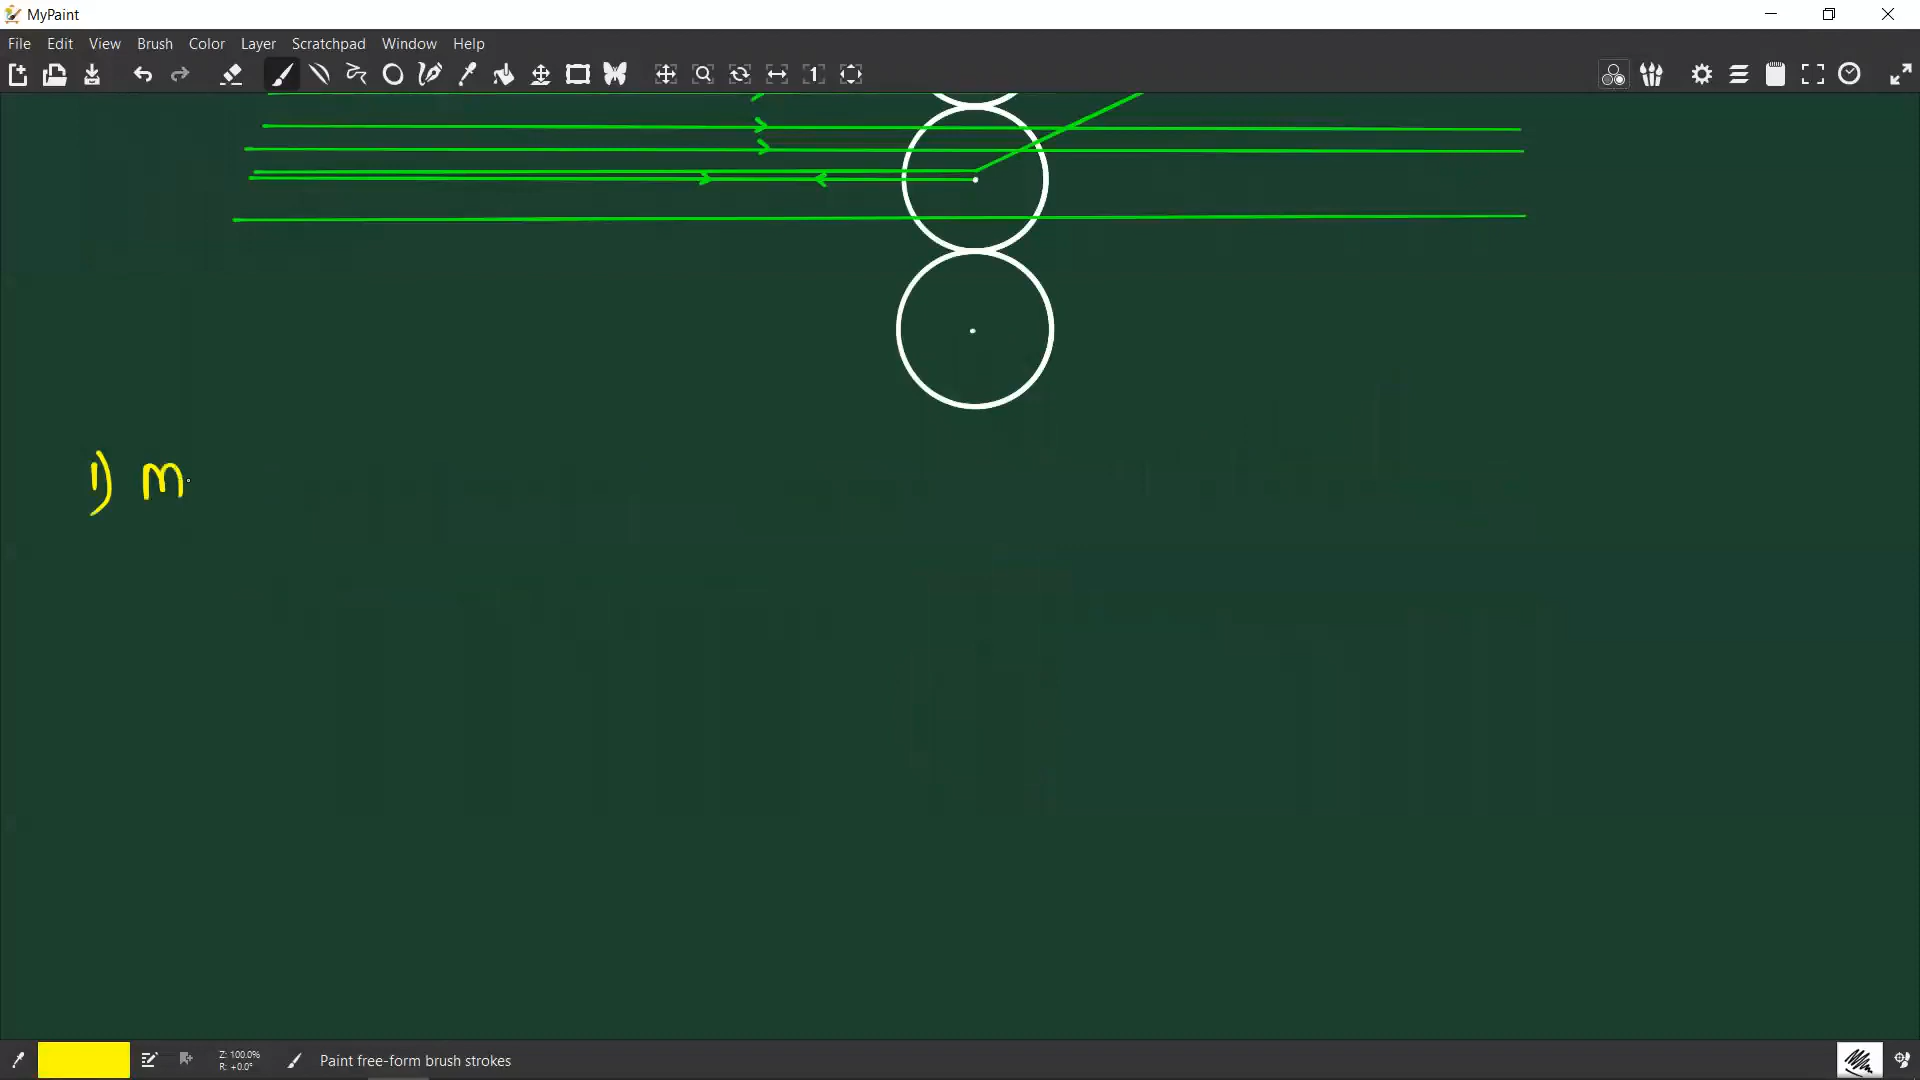 MyPaint
File Edit View Brush Color Layer Scratchpad Window Help
1) m
Z: 100.0%
R: +0.0°
Paint free-form brush strokes